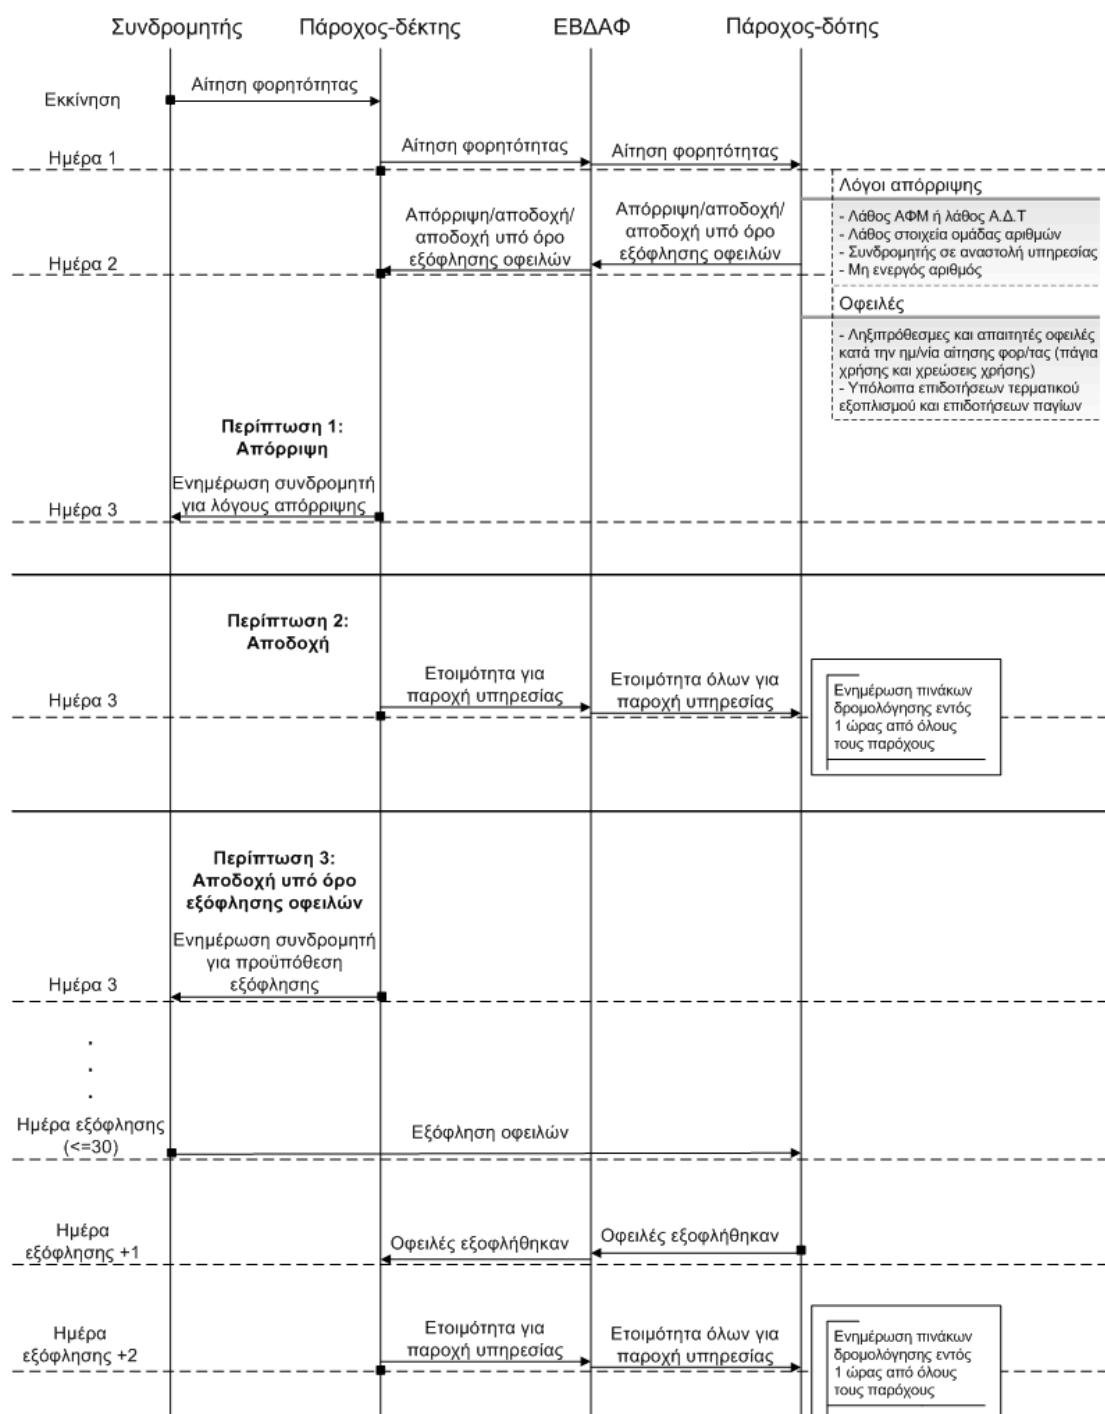 Συνδρομητής
Πάροχος-δέκτης
ΕΒΔΑΦ
Πάροχος-δότης
Εκκίνηση
Αίτηση φορητότητας
Ημέρα 1
Αίτηση φορητότητας
Αίτηση φορητότητας
Λόγοι απόρριψης
- Λάθος ΑΦΜ ή λάθος Α.Δ.Τ
- Λάθος στοιχεία ομάδας αριθμών
- Συνδρομητής σε αναστολή υπηρεσίας
- Μη ενεργός αριθμός
Απόρριψη/αποδοχή/
αποδοχή υπό όρο
εξόφλησης οφειλών
Απόρριψη/αποδοχή/
αποδοχή υπό όρο
εξόφλησης οφειλών
Ημέρα 2
Οφειλές
- Ληξιπρόθεσμες και απαιτητές οφειλές
κατά την ημ/νία αίτησης φορ/τας (πάγια
χρήσης και χρεώσεις χρήσης)
- Υπόλοιπα επιδοτήσεων τερματικού
εξοπλισμού και επιδοτήσεων παγίων
Περίπτωση 1:
Απόρριψη
Ενημέρωση συνδρομητή
για λόγους απόρριψης
Ημέρα 3
Περίπτωση 2:
Αποδοχή
Ημέρα 3
Ετοιμότητα για
παροχή υπηρεσίας
Ετοιμότητα όλων για
παροχή υπηρεσίας
Ενημέρωση πινάκων
δρομολόγησης εντός
1 ώρας από όλους
τους παρόχους
Περίπτωση 3:
Αποδοχή υπό όρο
εξόφλησης οφειλών
Ενημέρωση συνδρομητή
για προϋπόθεση
εξόφλησης
Ημέρα 3
.
.
.
Ημέρα εξόφλησης
(<=30)
Εξόφληση οφειλών
Ημέρα
εξόφλησης +1
Οφειλές εξοφλήθηκαν
Οφειλές εξοφλήθηκαν
Ημέρα
εξόφλησης +2
Ετοιμότητα για
παροχή υπηρεσίας
Ετοιμότητα όλων για
παροχή υπηρεσίας
Ενημέρωση πινάκων
δρομολόγησης εντός
1 ώρας από όλους
τους παρόχους